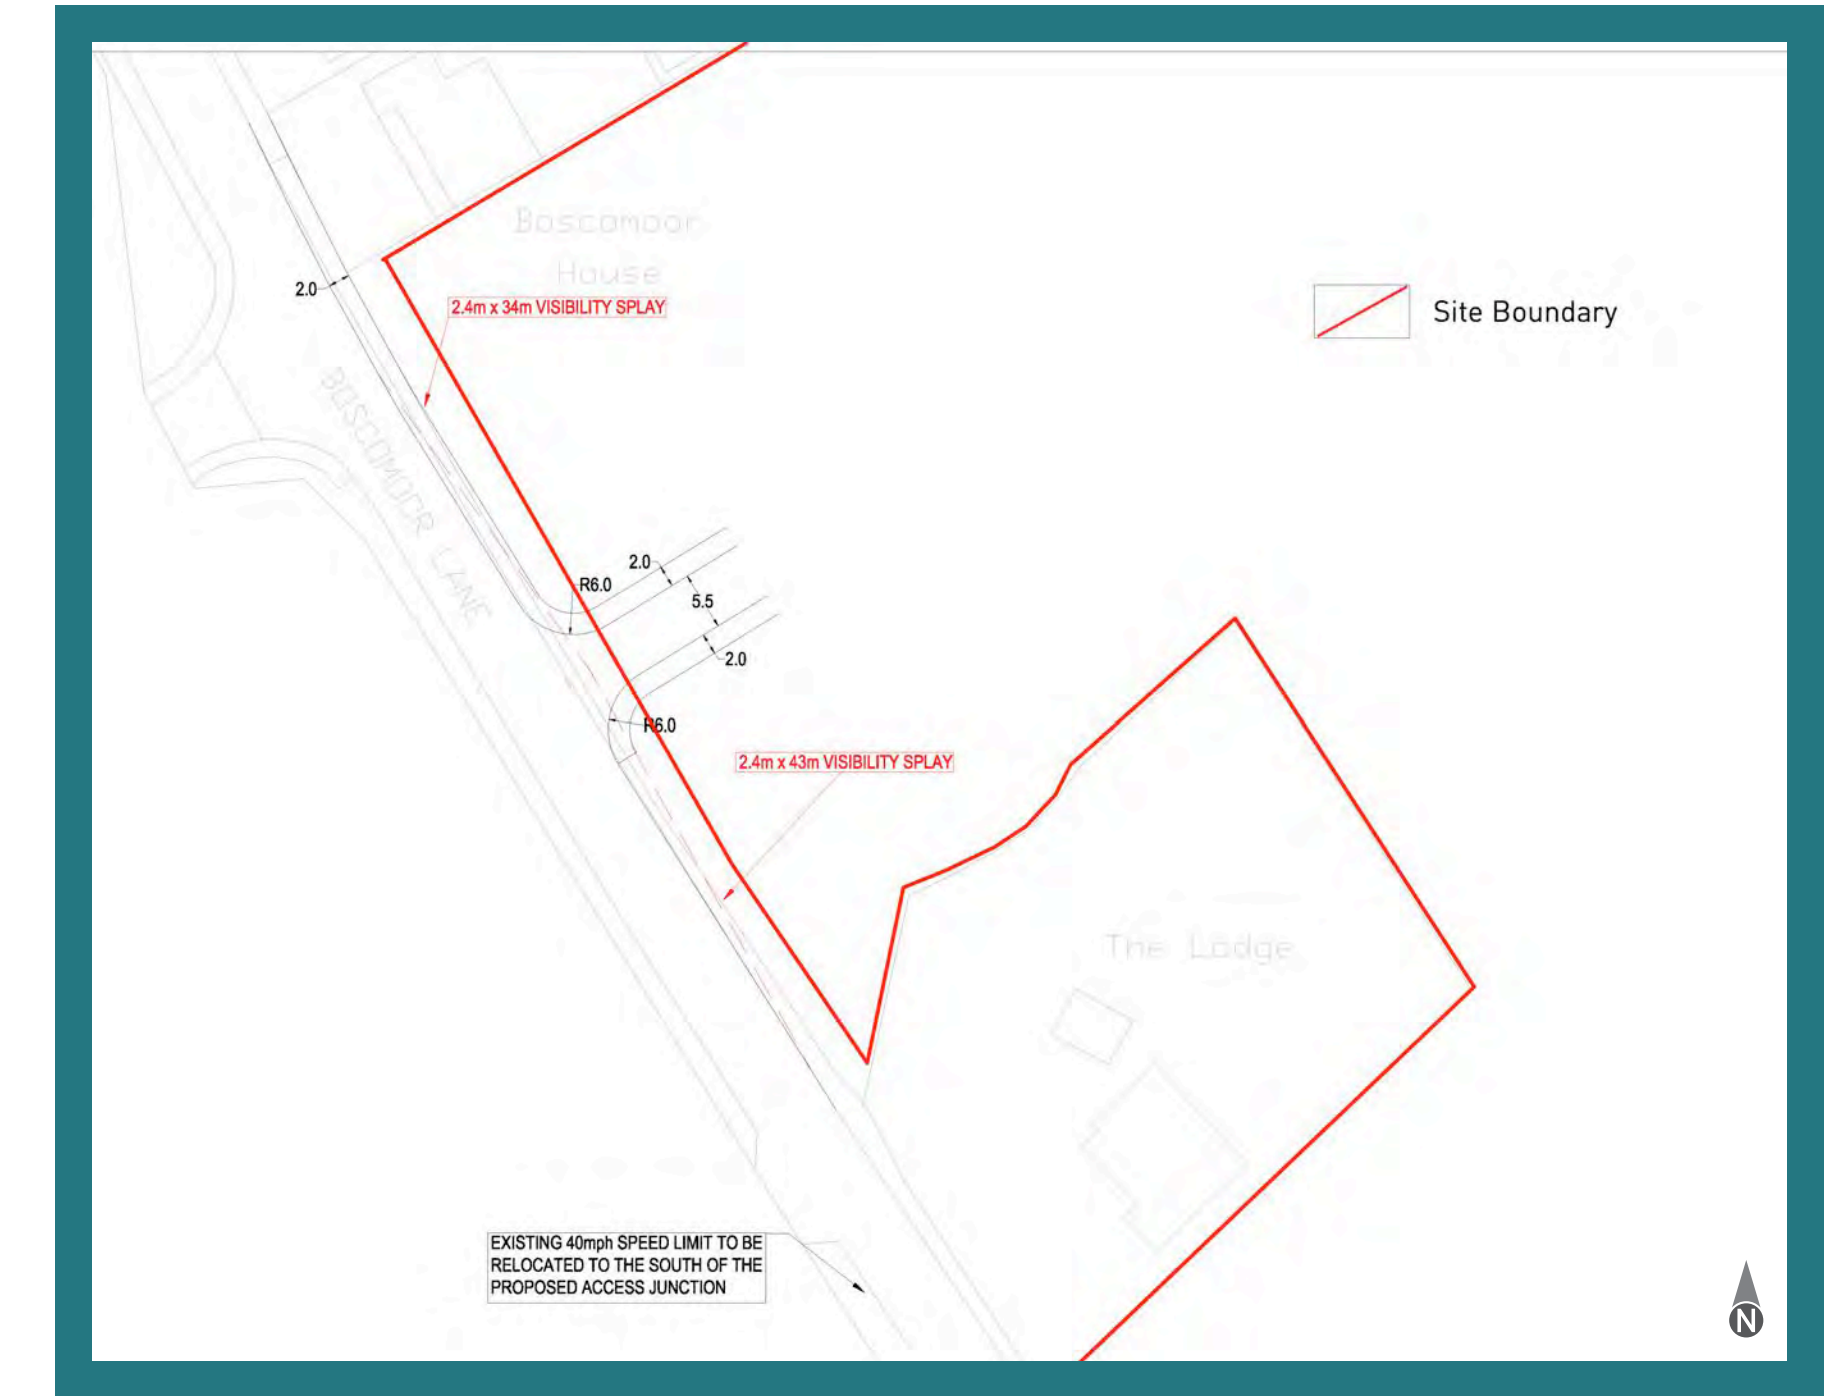 Boscomoor
House
2.0
2.4m x 34m VISIBILITY SPLAY
Site Boundary
BOSCOMOOR LANE
2.0
R6.0
5.5
2.0
R6.0
2.4m x 43m VISIBILITY SPLAY
The Lodge
EXISTING 40mph SPEED LIMIT TO BE
RELOCATED TO THE SOUTH OF THE
PROPOSED ACCESS JUNCTION
N